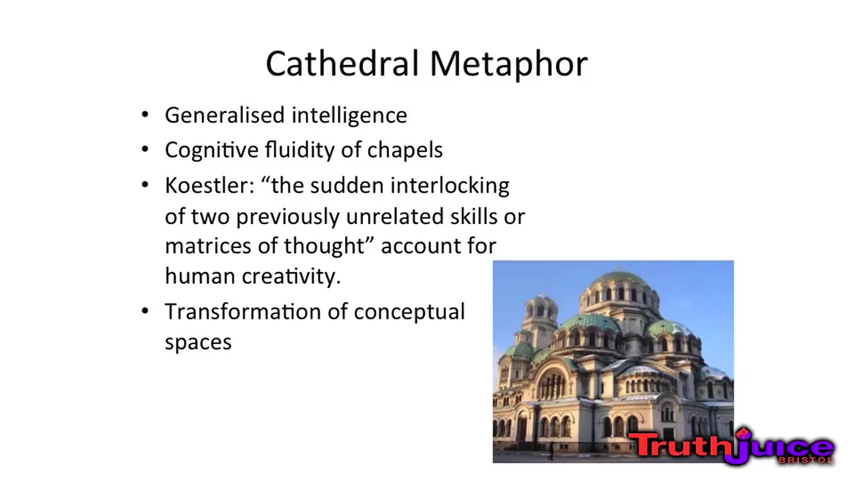 Cathedral Metaphor
• Generalised intelligence
• Cognitive fluidity of chapels
• Koestler: “the sudden interlocking
of two previously unrelated skills or
matrices of thought” account for
human creativity.
• Transformation of conceptual
spaces
Truthjuice
BRISTOL